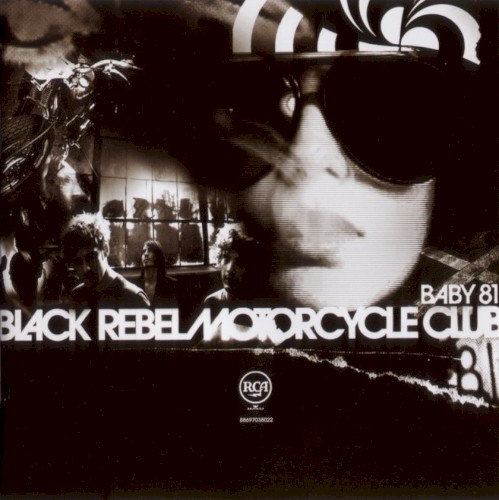 BABY 81
BLACK REBEL MOTORCYCLE CLUB
81
RCA
88697038022